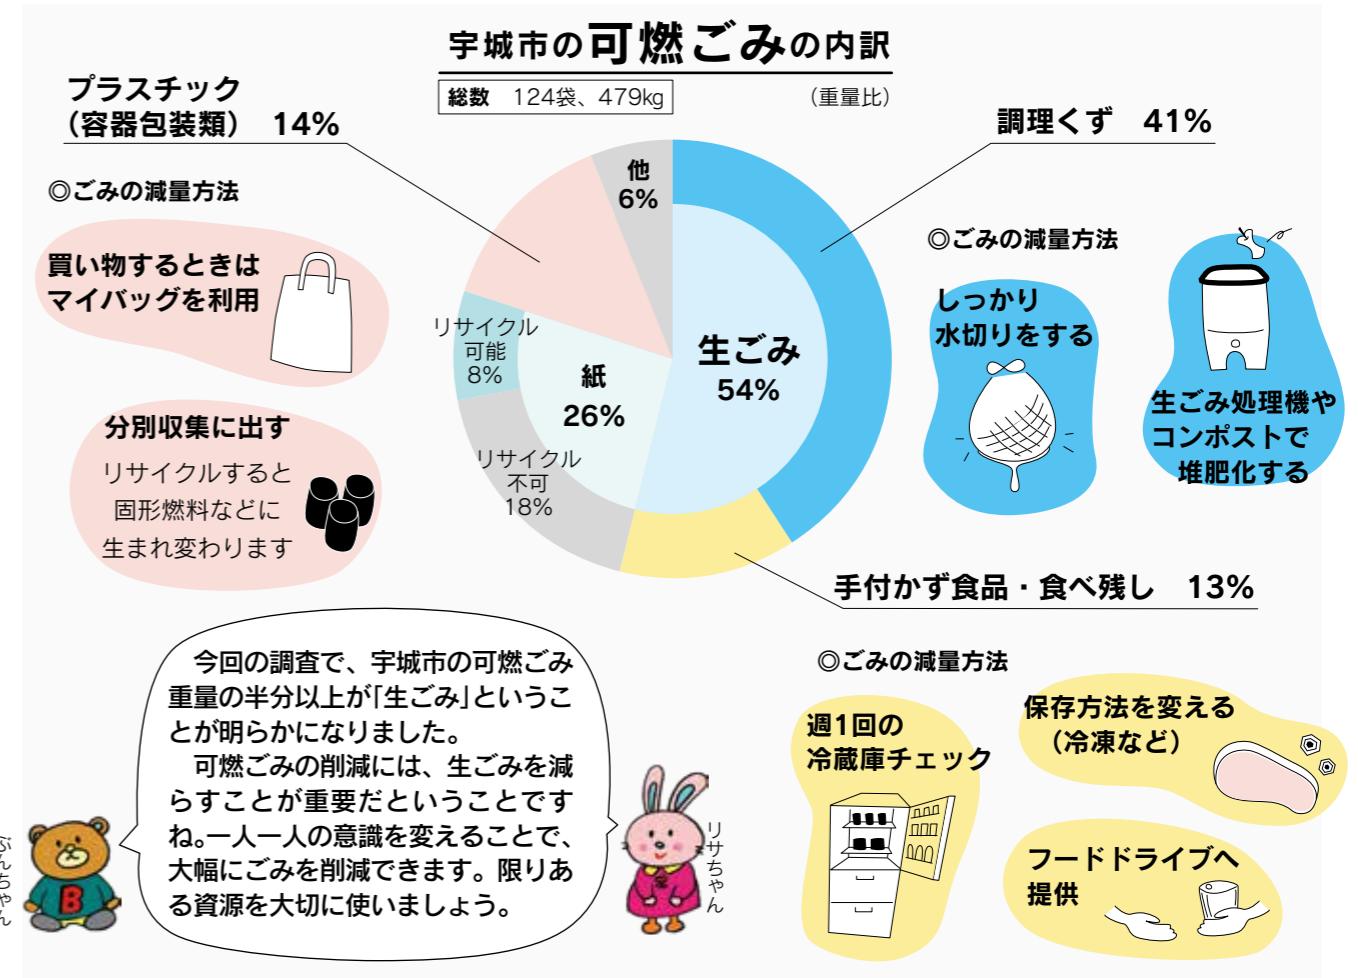 宇城市の可燃ごみの内訳
総数　124袋、479kg
（重量比）
プラスチック
（容器包装類）　14%
◎ごみの減量方法
買い物するときは
マイバッグを利用
分別収集に出す
リサイクルすると
固形燃料などに
生まれ変わります
他
6%
生ごみ
54%
紙
26%
リサイクル
可能
8%
リサイクル
不可
18%
調理くず　41%
◎ごみの減量方法
しっかり
水切りをする
生ごみ処理機や
コンポストで
堆肥化する
手付かず食品・食べ残し　13%
◎ごみの減量方法
週1回の
冷蔵庫チェック
保存方法を変える
（冷凍など）
フードドライブへ
提供
　今回の調査で、宇城市の可燃ごみ
重量の半分以上が「生ごみ」というこ
とが明らかになりました。
　可燃ごみの削減には、生ごみを減
らすことが重要だということです
ね。一人一人の意識を変えることで、
大幅にごみを削減できます。限りあ
る資源を大切に使いましょう。
ぶんちゃん
B
リサちゃん